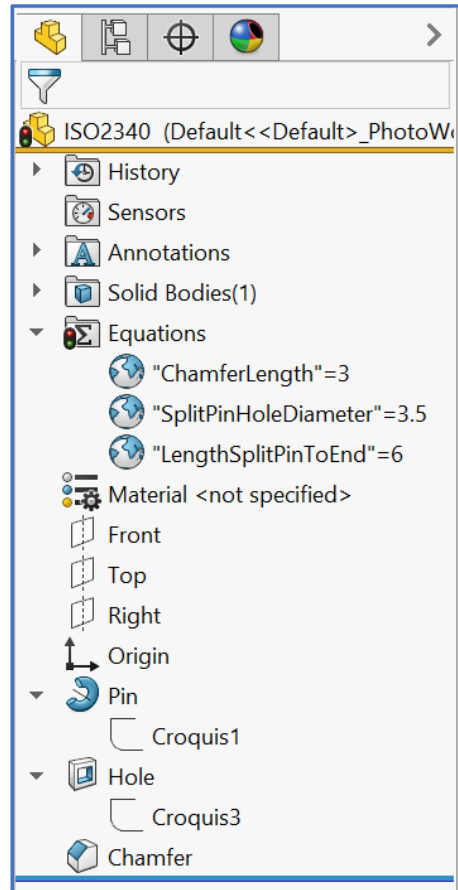 ISO2340 (Default<<Default>_PhotoW
History
Sensors
Annotations
Solid Bodies(1)
Equations
"ChamferLength"=3
"SplitPinHoleDiameter"=3.5
"LengthSplitPinToEnd"=6
Material <not specified>
Front
Top
Right
Origin
Pin
Croquis1
Hole
Croquis3
Chamfer